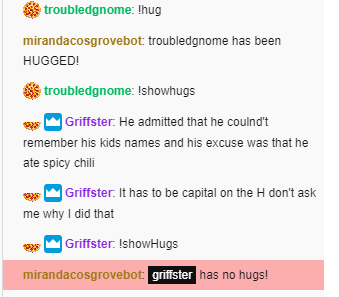 troubledgnome: !hug
mirandacosgrovebot: troubledgnome has been
HUGGED!
troubledgnome: !showhugs
Griffster: He admitted that he coulnd't
remember his kids names and his excuse was that he
ate spicy chili
Griffster: It has to be capital on the H don't ask
me why I did that
Griffster: !showHugs
mirandacosgrovebot: griffster has no hugs!